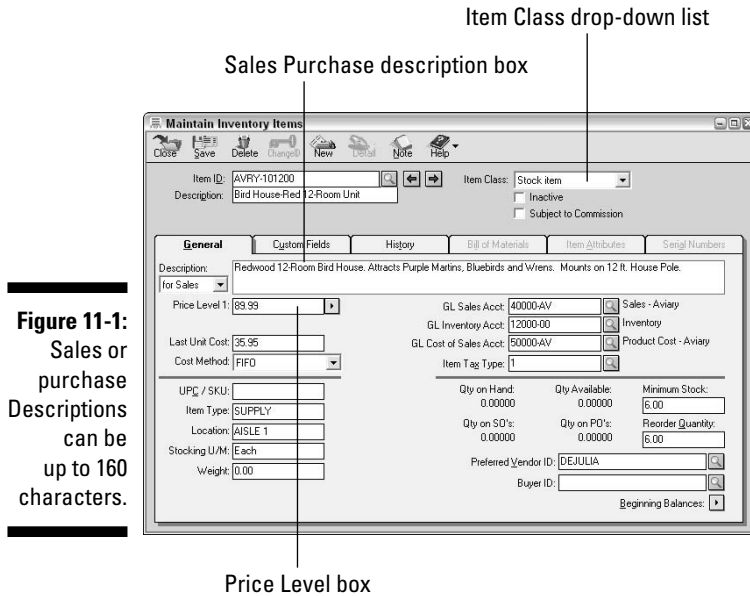 Item Class drop-down list
Sales Purchase description box
Maintain Inventory Items
Close Save Delete ChangeID New Detail Note Help
Item ID: AVRY-101200
Item Class: Stock item
Description: Bird House-Red 12-Room Unit
Inactive
Subject to Commission
General Custom Fields History Bill of Materials Item Attributes Serial Numbers
Description: Redwood 12-Room Bird House. Attracts Purple Martins, Bluebirds and Wrens. Mounts on 12 ft. House Pole.
for Sales
Price Level 1: 89.99
GL Sales Acct: 40000-AV Sales - Aviary
GL Inventory Acct: 12000-00 Inventory
Last Unit Cost: 35.95
GL Cost of Sales Acct: 50000-AV Product Cost - Aviary
Cost Method: FIFO
Item Tax Type: 1
UPC / SKU:
Item Type: SUPPLY
Location: AISLE 1
Stocking U/M: Each
Weight: 0.00
Qty on Hand: Qty Available: Minimum Stock:
0.00000 0.00000 6.00
Qty on SO's: Qty on PO's: Reorder Quantity:
0.00000 0.00000 6.00
Preferred Vendor ID: DEJULIA
Buyer ID:
Beginning Balances:
Figure 11-1:
Sales or
purchase
Descriptions
can be
up to 160
characters.
Price Level box